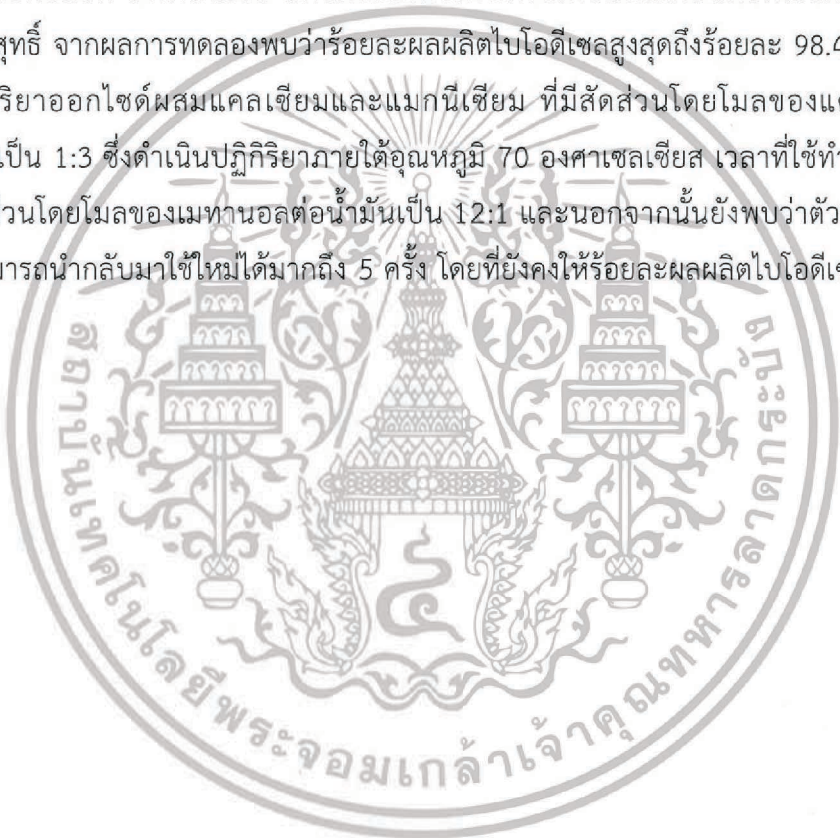 สุทธิ์ จากผลการทดลองพบว่าร้อยละผลผลิตไบโอดีเซลสูงสุดถึงร้อยละ 98.4
ริยาออกไซด์ผสมแคลเซียมและแมกนีเซียม ที่มีสัดส่วนโดยโมลของแ
เป็น 1:3 ซึ่งดำเนินปฏิกิริยาภายใต้อุณหภูมิ 70 องศาเซลเซียส เวลาที่ใช้ทำ
่วนโดยโมลของเมทานอลต่อน้ำมันเป็น 12:1 และนอกจากนั้นยังพบว่าตัว
มารถนำกลับมาใช้ใหม่ได้มากถึง 5 ครั้ง โดยที่ยังคงให้ร้อยละผลผลิตไบโอดีเซ
สถาบันเทคโนโลยีพระจอมเกล้าเจ้าคุณทหารลาดกระบัง